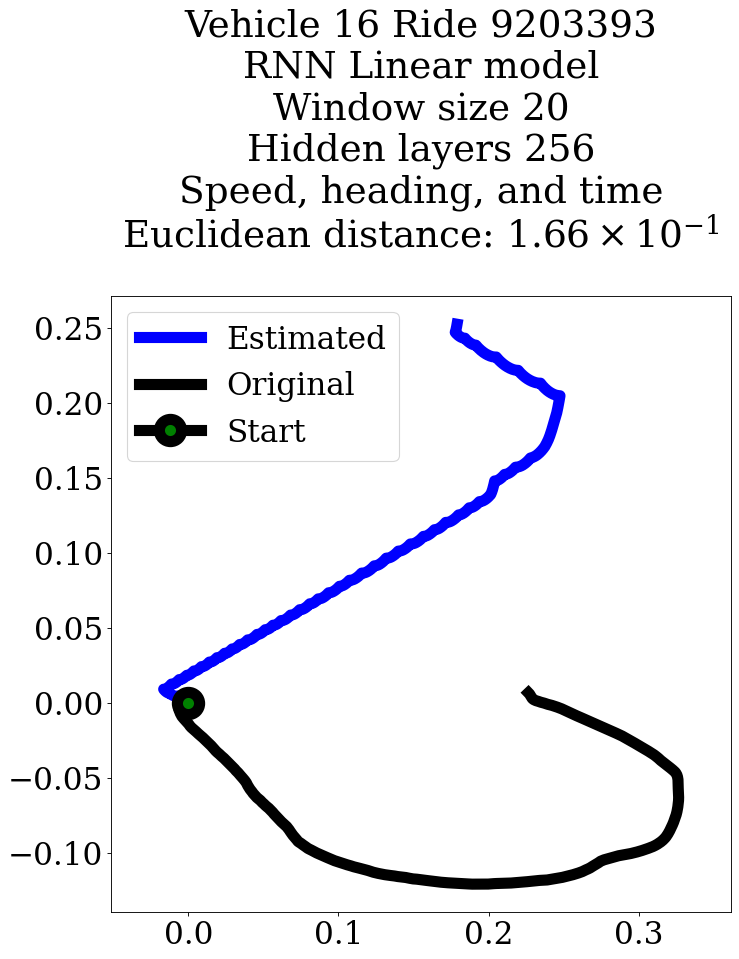 Vehicle 16 Ride 9203393
RNN Linear model
Window size 20
Hidden layers 256
Speed, heading, and time
Euclidean distance: 1.66 × 10⁻¹
Estimated
Original
Start
0.25
0.20
0.15
0.10
0.05
0.00
−0.05
−0.10
0.0 0.1 0.2 0.3